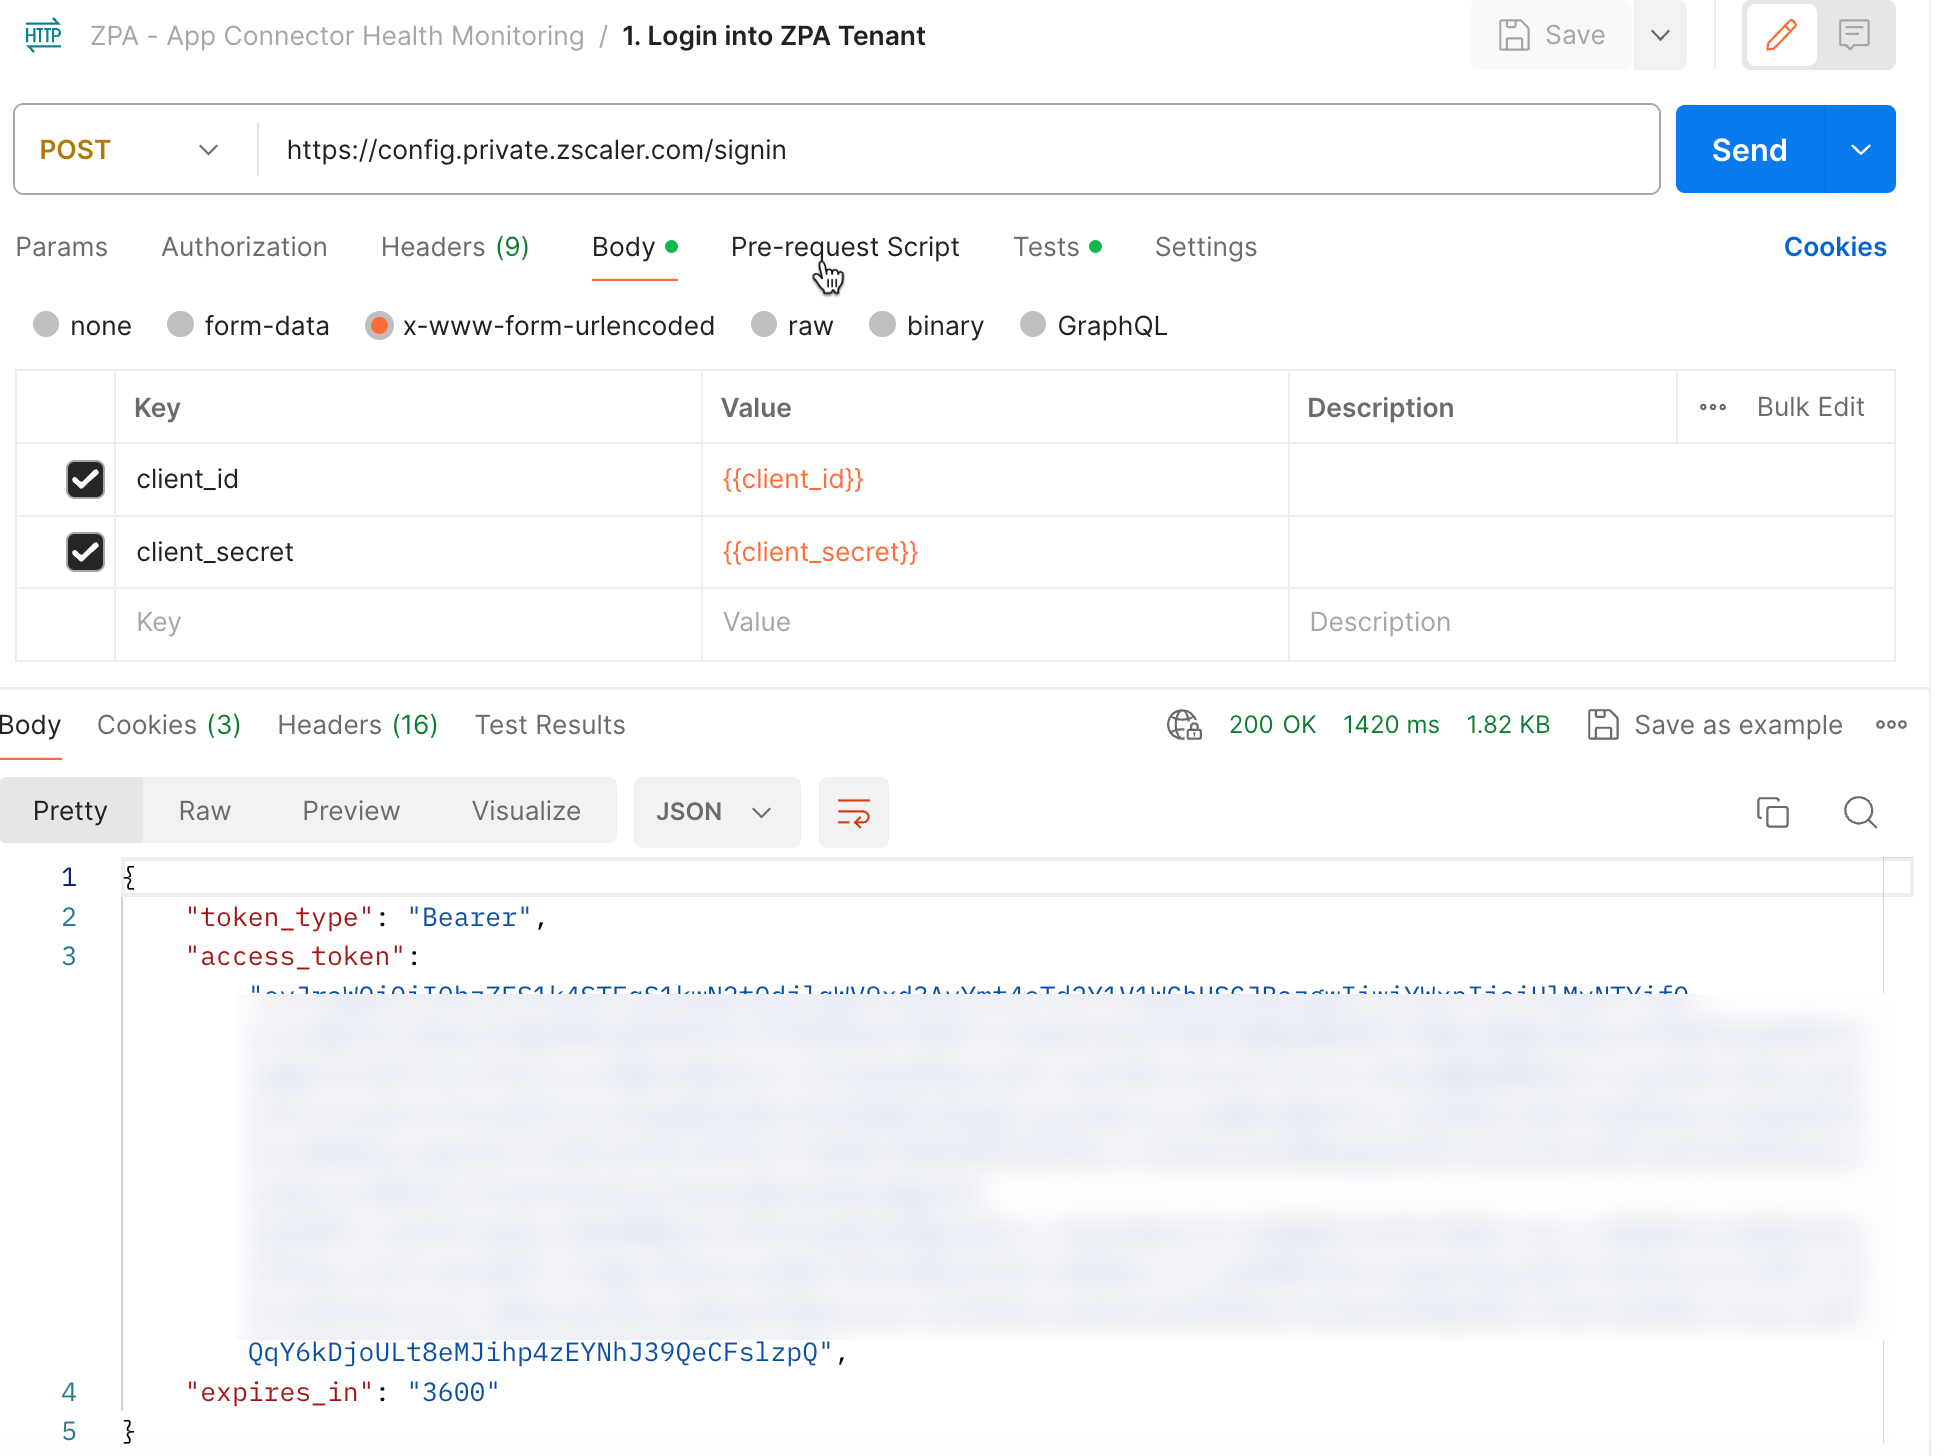 HTTP ZPA - App Connector Health Monitoring / 1. Login into ZPA Tenant Save
POST https://config.private.zscaler.com/signin Send
Params Authorization Headers (9) Body Pre-request Script Tests Settings Cookies
none form-data x-www-form-urlencoded raw binary GraphQL
Key Value Description ••• Bulk Edit
client_id {{client_id}}
client_secret {{client_secret}}
Key Value Description
Body Cookies (3) Headers (16) Test Results 200 OK 1420 ms 1.82 KB Save as example
Pretty Raw Preview Visualize JSON
1 {
2 "token_type": "Bearer",
3 "access_token":
QqY6kDjoULt8eMJihp4zEYNhJ39QeCFslzpQ",
4 "expires_in": "3600"
5 }